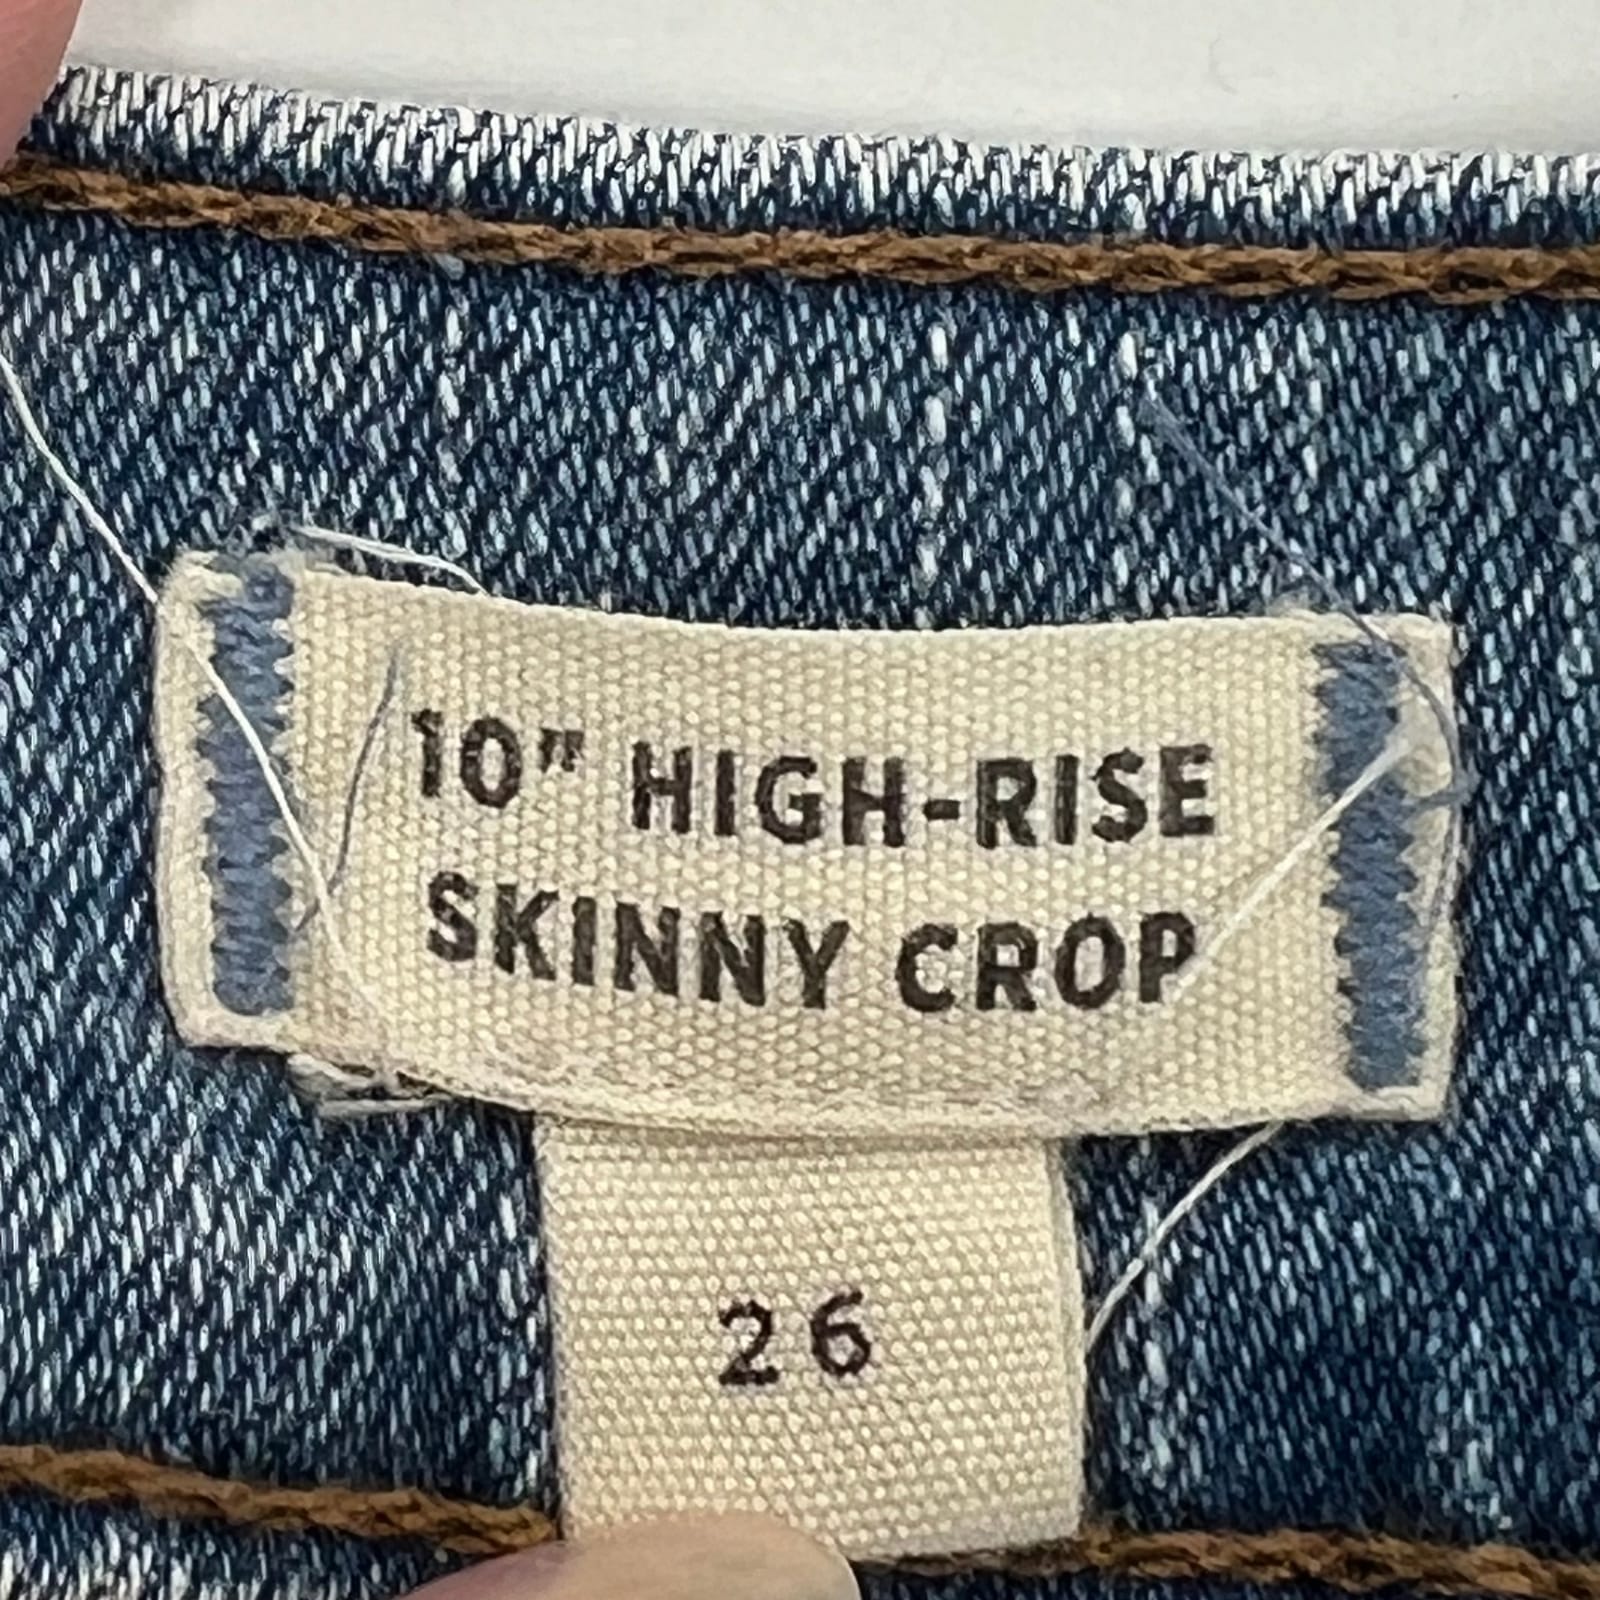 10" HIGH-RISE
SKINNY CROP
26